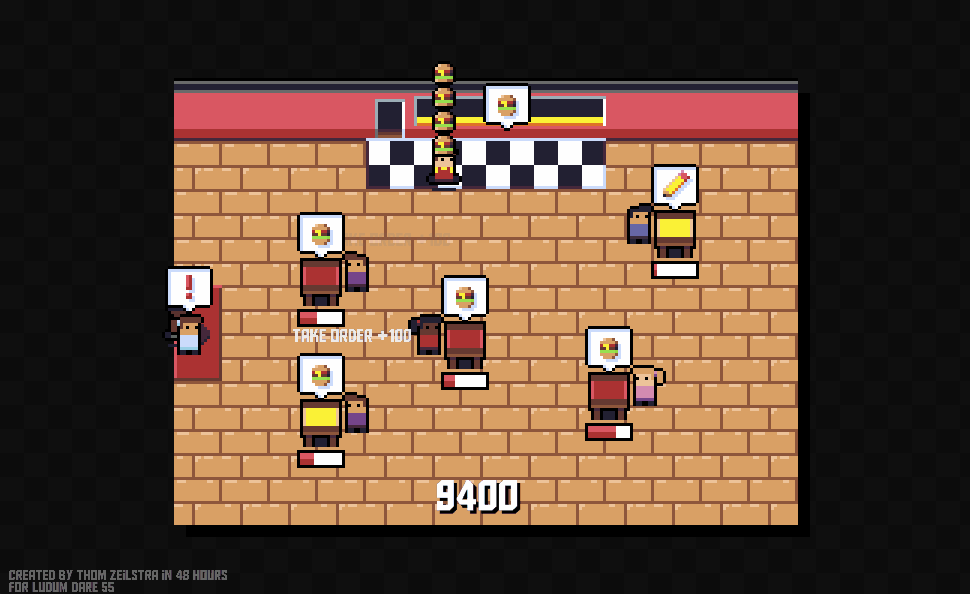 TAKE ORDER +100
9400
CREATED BY THOM ZEILSTRA IN 48 HOURS
FOR LUDUM DARE 55